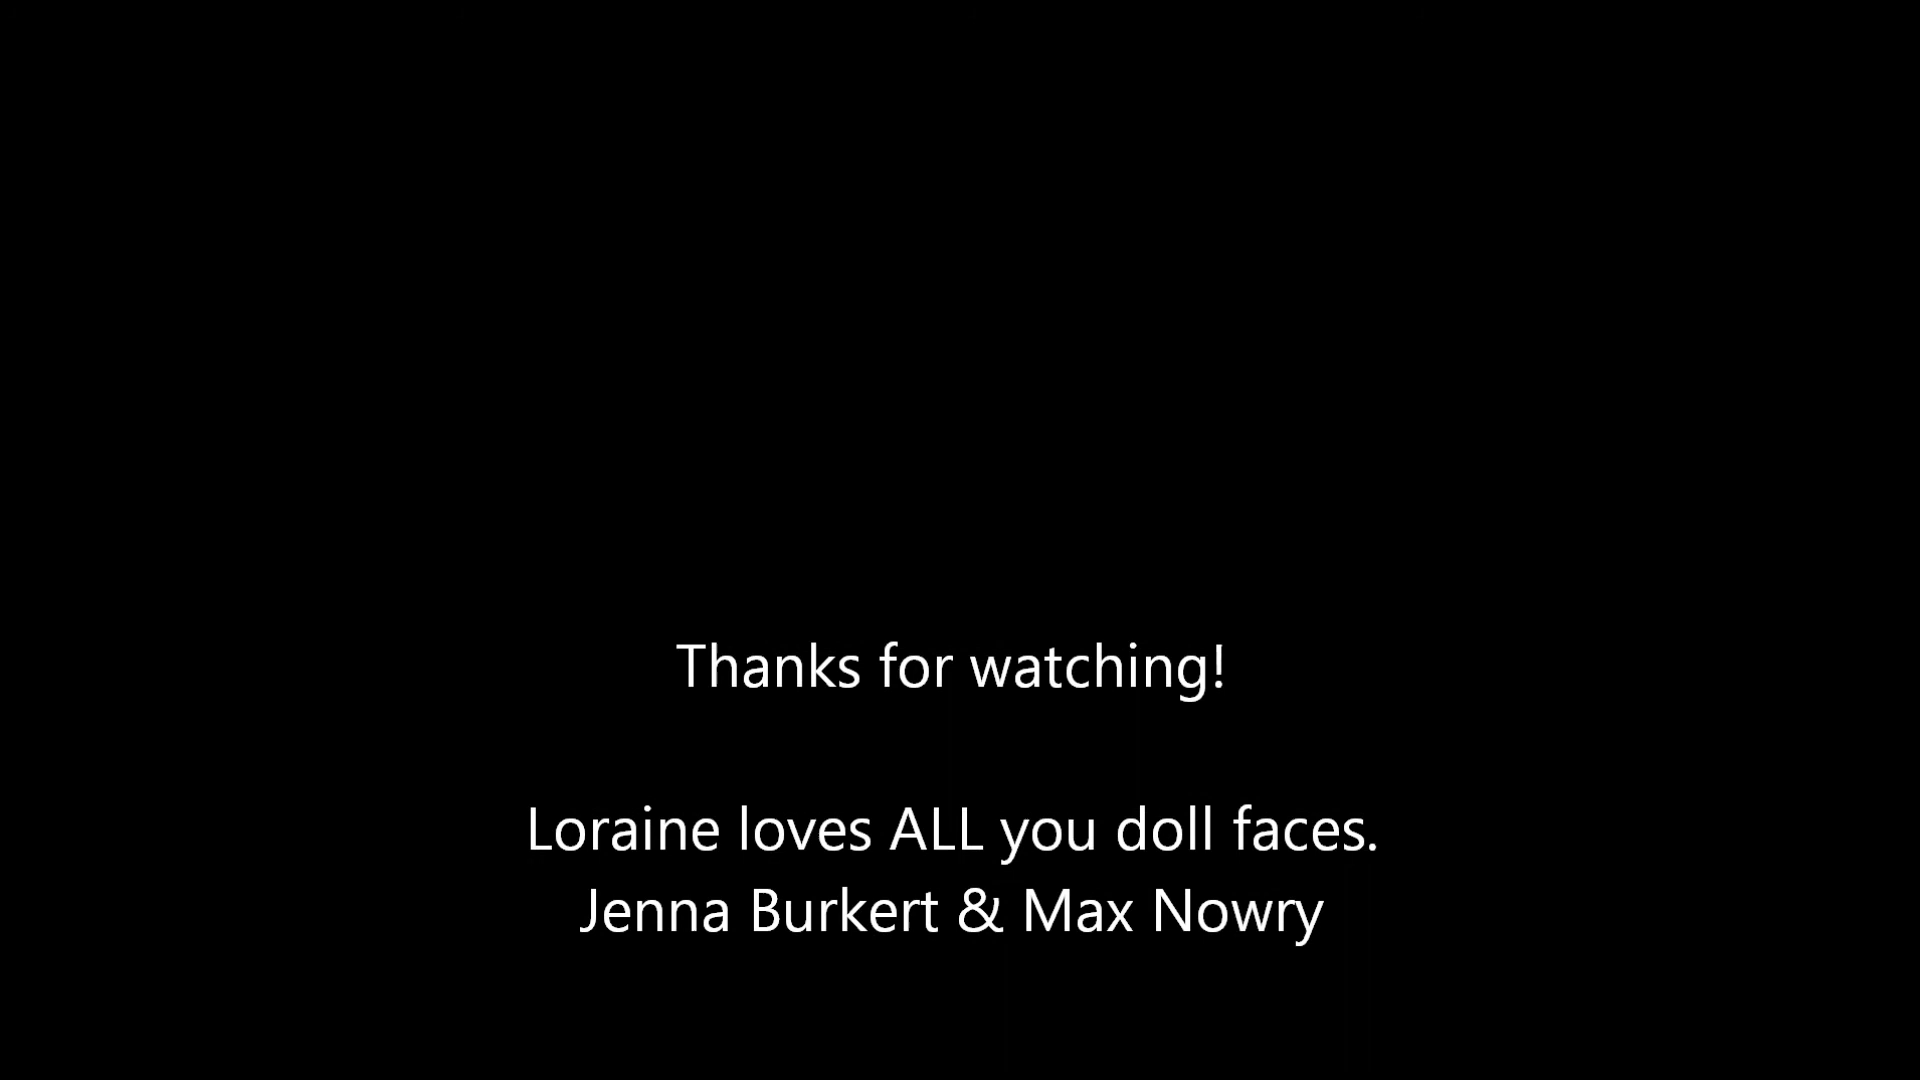 Thanks for watching!
Loraine loves ALL you doll faces.
Jenna Burkert & Max Nowry